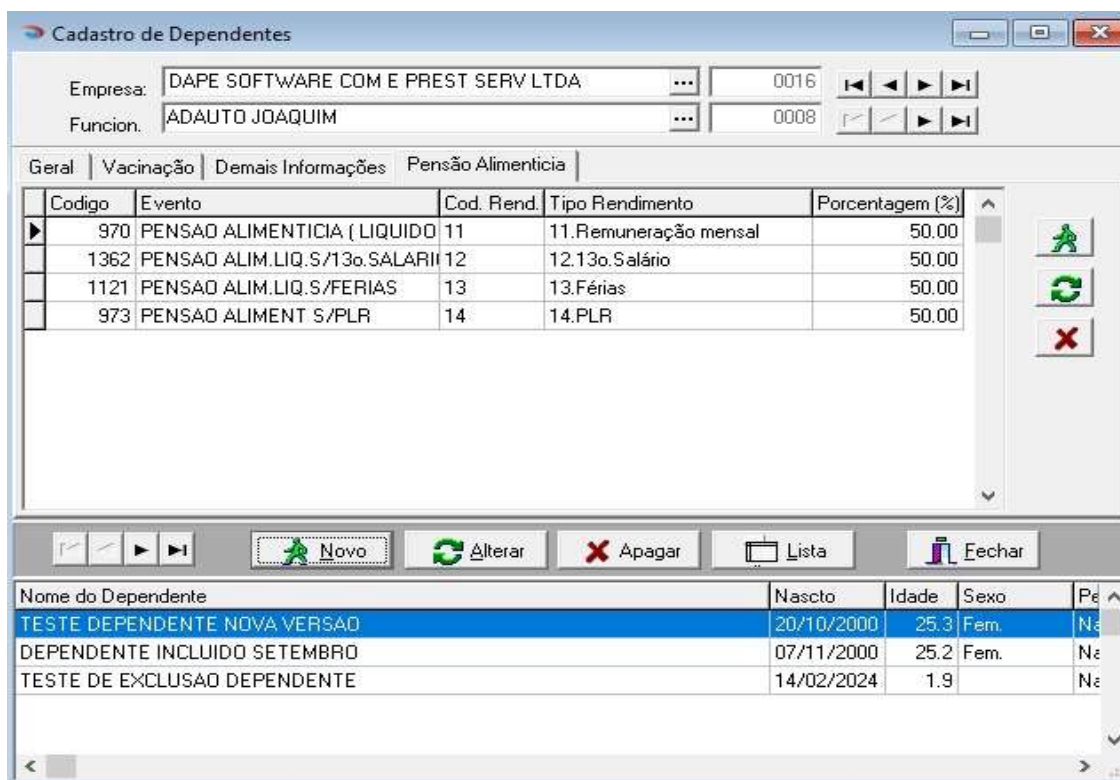 Cadastro de Dependentes
Empresa: DAPE SOFTWARE COM E PREST SERV LTDA ... 0016
Funcion. ADAUTO JOAQUIM ... 0008
Geral Vacinação Demais Informações Pensão Alimenticia
Codigo Evento Cod. Rend. Tipo Rendimento Porcentagem (%)
970 PENSAO ALIMENTICIA ( LIQUIDO 11 11.Remuneração mensal 50.00
1362 PENSAO ALIM.LIQ.S/13o.SALARI 12 12.13o.Salário 50.00
1121 PENSAO ALIM.LIQ.S/FERIAS 13 13.Férias 50.00
973 PENSAO ALIMENT S/PLR 14 14.PLR 50.00
Novo Alterar Apagar Lista Fechar
Nome do Dependente Nascto Idade Sexo Pe
TESTE DEPENDENTE NOVA VERSAO 20/10/2000 25.3 Fem. Na
DEPENDENTE INCLUIDO SETEMBRO 07/11/2000 25.2 Fem. Na
TESTE DE EXCLUSAO DEPENDENTE 14/02/2024 1.9 Na